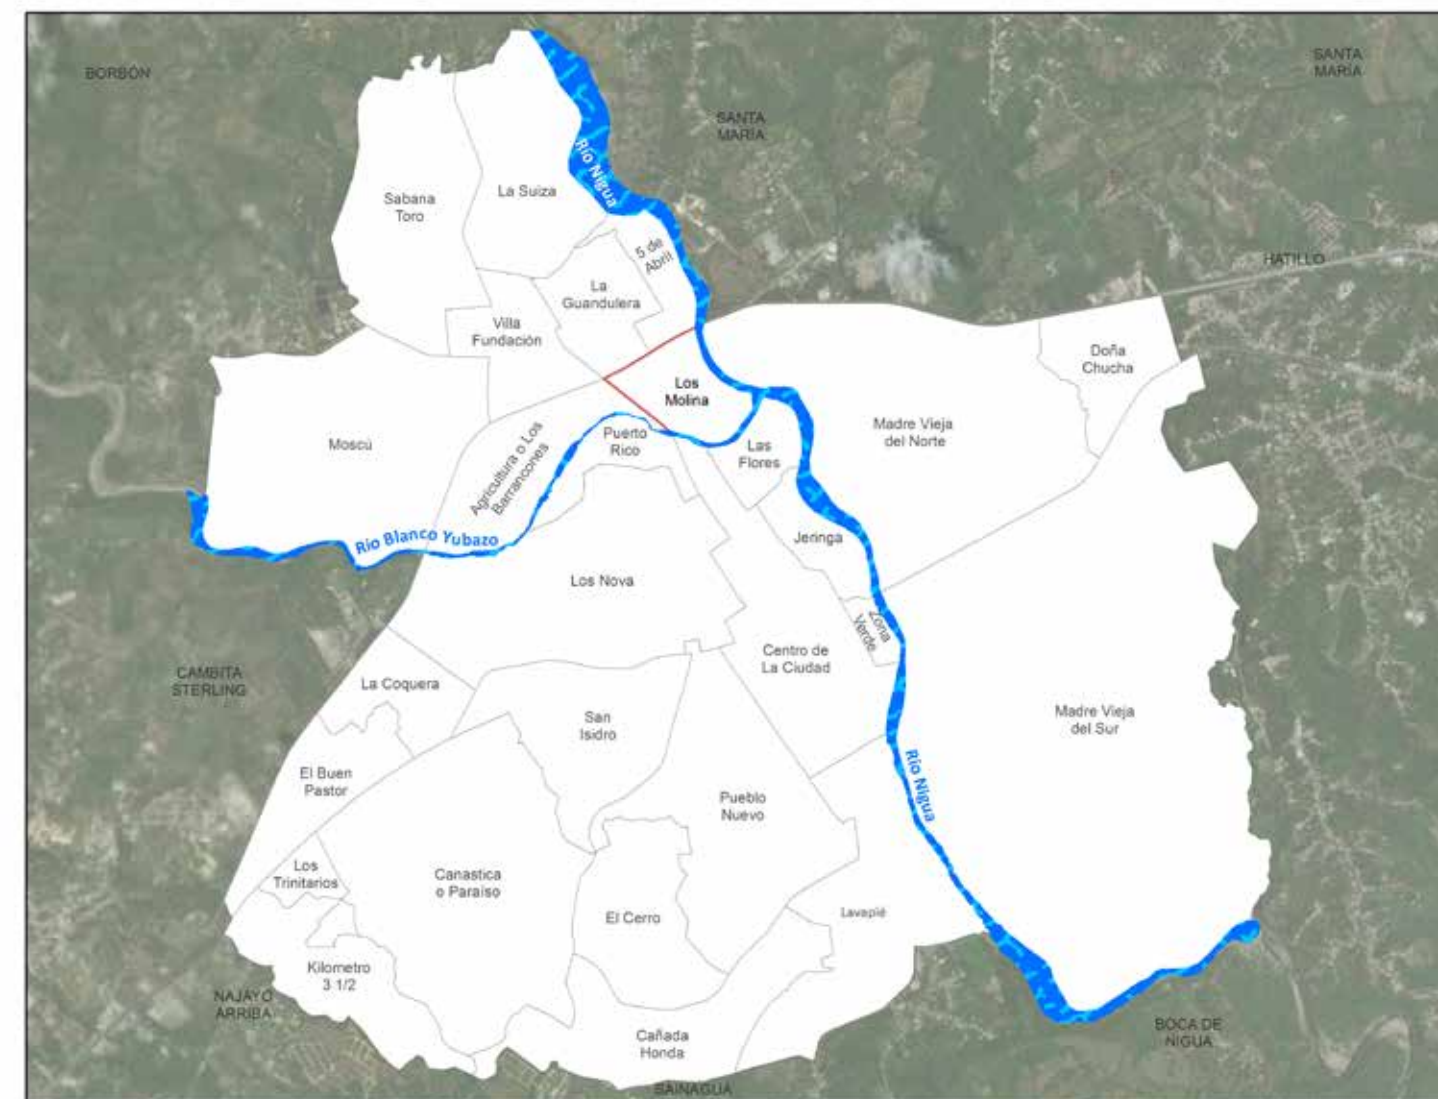 BORBÓN
SANTA
MARÍA
SANTA
MARÍA
Río Nigua
La Suiza
Sabana
Toro
5 de
Abril
HATILLO
La
Guandulera
Villa
Fundación
Doña
Chucha
Los
Molina
Madre Vieja
del Norte
Moscú
Agricultura o Los
Barrancones
Puerto
Rico
Las
Flores
Río Blanco Yubazo
Jeringa
Los Nova
Zona
Verde
Centro de
La Ciudad
CAMBITA
STERLING
La Coquera
San
Isidro
Madre Vieja
del Sur
El Buen
Pastor
Río Nigua
Pueblo
Nuevo
Los
Trinitarios
Canastica
o Paraíso
El Cerro
Lavapié
Kilometro
3 1/2
NAJAYO
ARRIBA
Cañada
Honda
BOCA DE
NIGUA
SAINAGUA